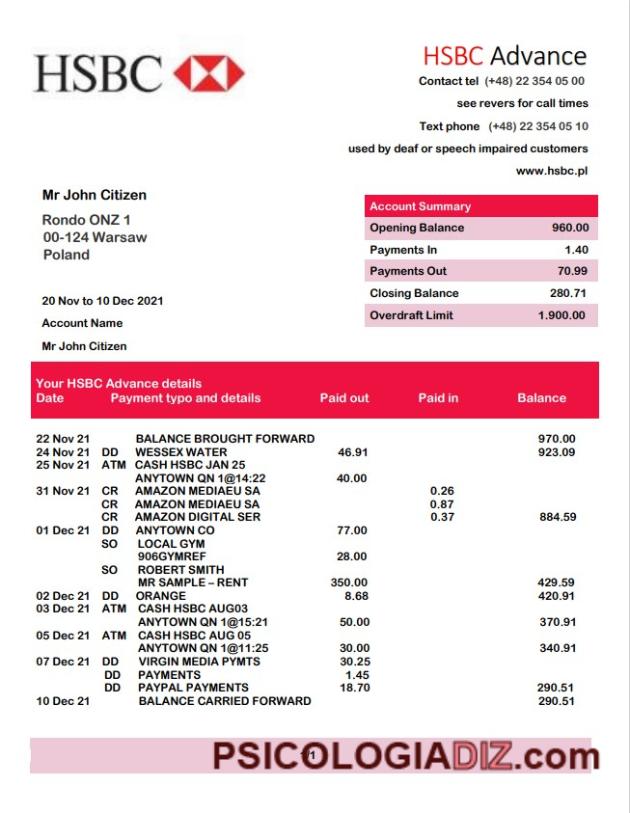 HSBC
HSBC Advance
Contact tel (+48) 22 354 05 00
see revers for call times
Text phone (+48) 22 354 05 10
used by deaf or speech impaired customers
www.hsbc.pl
Mr John Citizen
Rondo ONZ 1
00-124 Warsaw
Poland
20 Nov to 10 Dec 2021
Account Name
Mr John Citizen
Account Summary
Opening Balance 960.00
Payments In 1.40
Payments Out 70.99
Closing Balance 280.71
Overdraft Limit 1.900.00
Your HSBC Advance details
Date Payment typo and details Paid out Paid in Balance
22 Nov 21 BALANCE BROUGHT FORWARD 970.00
24 Nov 21 DD WESSEX WATER 46.91 923.09
25 Nov 21 ATM CASH HSBC JAN 25
ANYTOWN QN 1@14:22 40.00
31 Nov 21 CR AMAZON MEDIAEU SA 0.26
CR AMAZON MEDIAEU SA 0.87
CR AMAZON DIGITAL SER 0.37 884.59
01 Dec 21 DD ANYTOWN CO 77.00
SO LOCAL GYM
906GYMREF 28.00
SO ROBERT SMITH
MR SAMPLE – RENT 350.00 429.59
02 Dec 21 DD ORANGE 8.68 420.91
03 Dec 21 ATM CASH HSBC AUG03
ANYTOWN QN 1@15:21 50.00 370.91
05 Dec 21 ATM CASH HSBC AUG 05
ANYTOWN QN 1@11:25 30.00 340.91
07 Dec 21 DD VIRGIN MEDIA PYMTS 30.25
DD PAYMENTS 1.45
DD PAYPAL PAYMENTS 18.70 290.51
10 Dec 21 BALANCE CARRIED FORWARD 290.51
PSICOLOGIADIZ.com